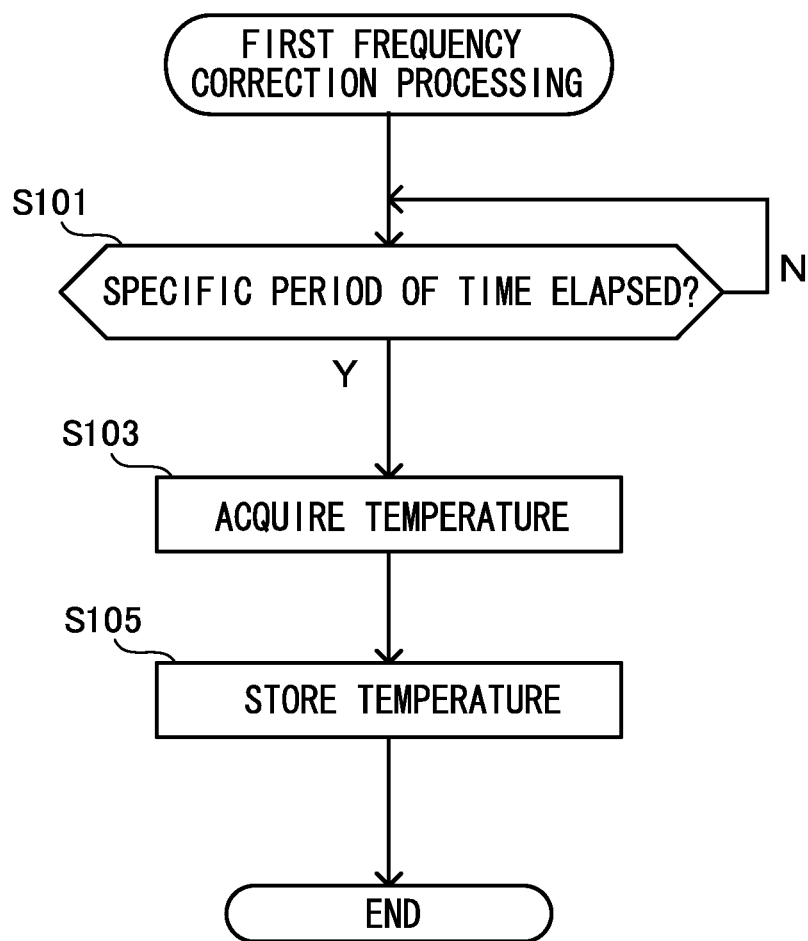 FIRST FREQUENCY
CORRECTION PROCESSING
S101
SPECIFIC PERIOD OF TIME ELAPSED?
N
Y
S103
ACQUIRE TEMPERATURE
S105
STORE TEMPERATURE
END